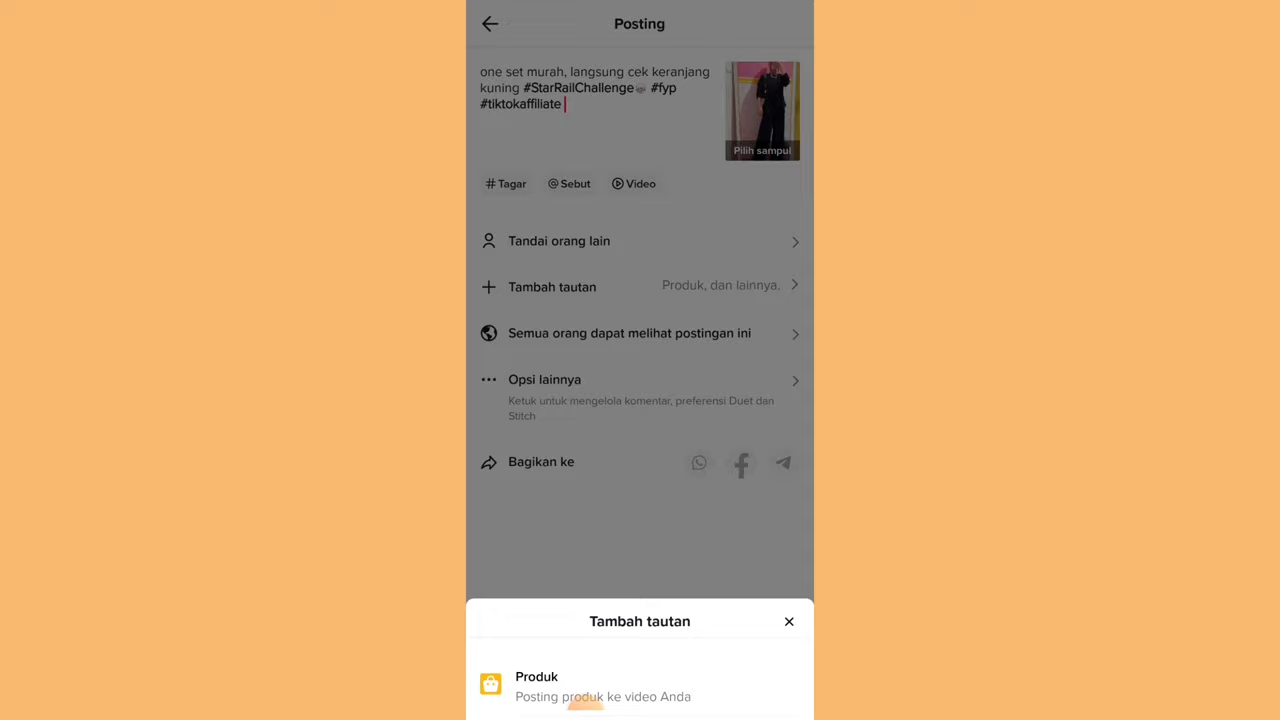 Posting
one set murah, langsung cek keranjang
kuning #StarRailChallenge #fyp
#tiktokaffiliate
Pilih sampul
# Tagar
@ Sebut
Video
Tandai orang lain
Tambah tautan
Produk, dan lainnya.
Semua orang dapat melihat postingan ini
Opsi lainnya
Ketuk untuk mengelola komentar, preferensi Duet dan
Stitch
Bagikan ke
Tambah tautan
Produk
Posting produk ke video Anda